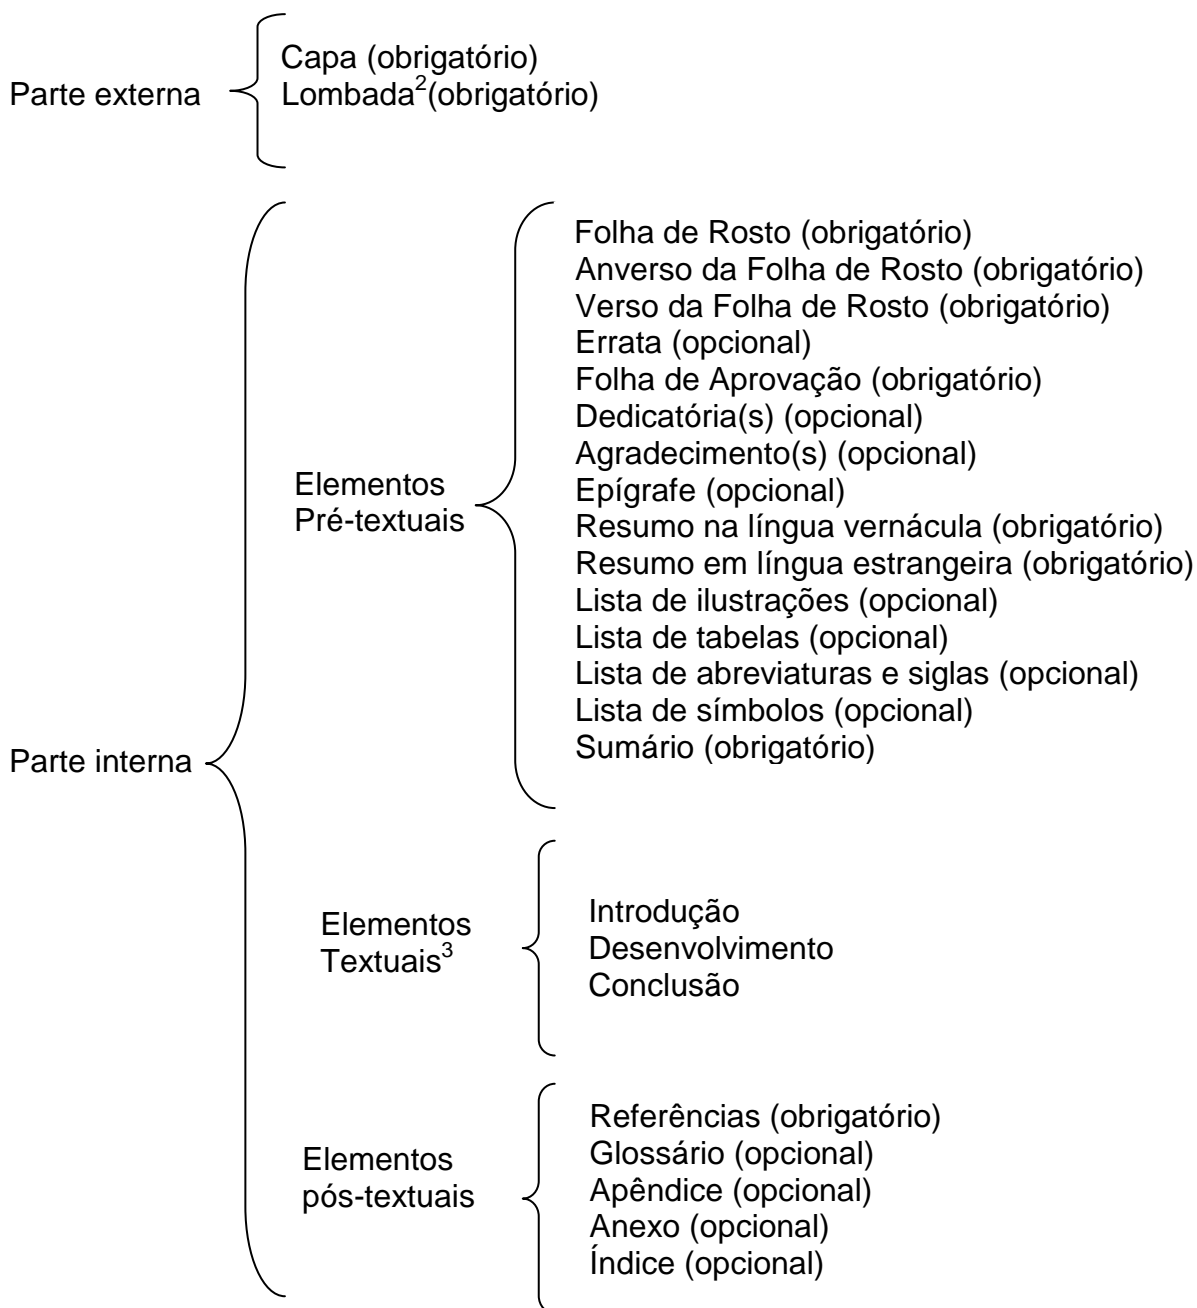 Parte externa
Capa (obrigatório)
Lombada²(obrigatório)
Parte interna
Elementos
Pré-textuais
Folha de Rosto (obrigatório)
Anverso da Folha de Rosto (obrigatório)
Verso da Folha de Rosto (obrigatório)
Errata (opcional)
Folha de Aprovação (obrigatório)
Dedicatória(s) (opcional)
Agradecimento(s) (opcional)
Epígrafe (opcional)
Resumo na língua vernácula (obrigatório)
Resumo em língua estrangeira (obrigatório)
Lista de ilustrações (opcional)
Lista de tabelas (opcional)
Lista de abreviaturas e siglas (opcional)
Lista de símbolos (opcional)
Sumário (obrigatório)
Elementos
Textuais³
Introdução
Desenvolvimento
Conclusão
Elementos
pós-textuais
Referências (obrigatório)
Glossário (opcional)
Apêndice (opcional)
Anexo (opcional)
Índice (opcional)